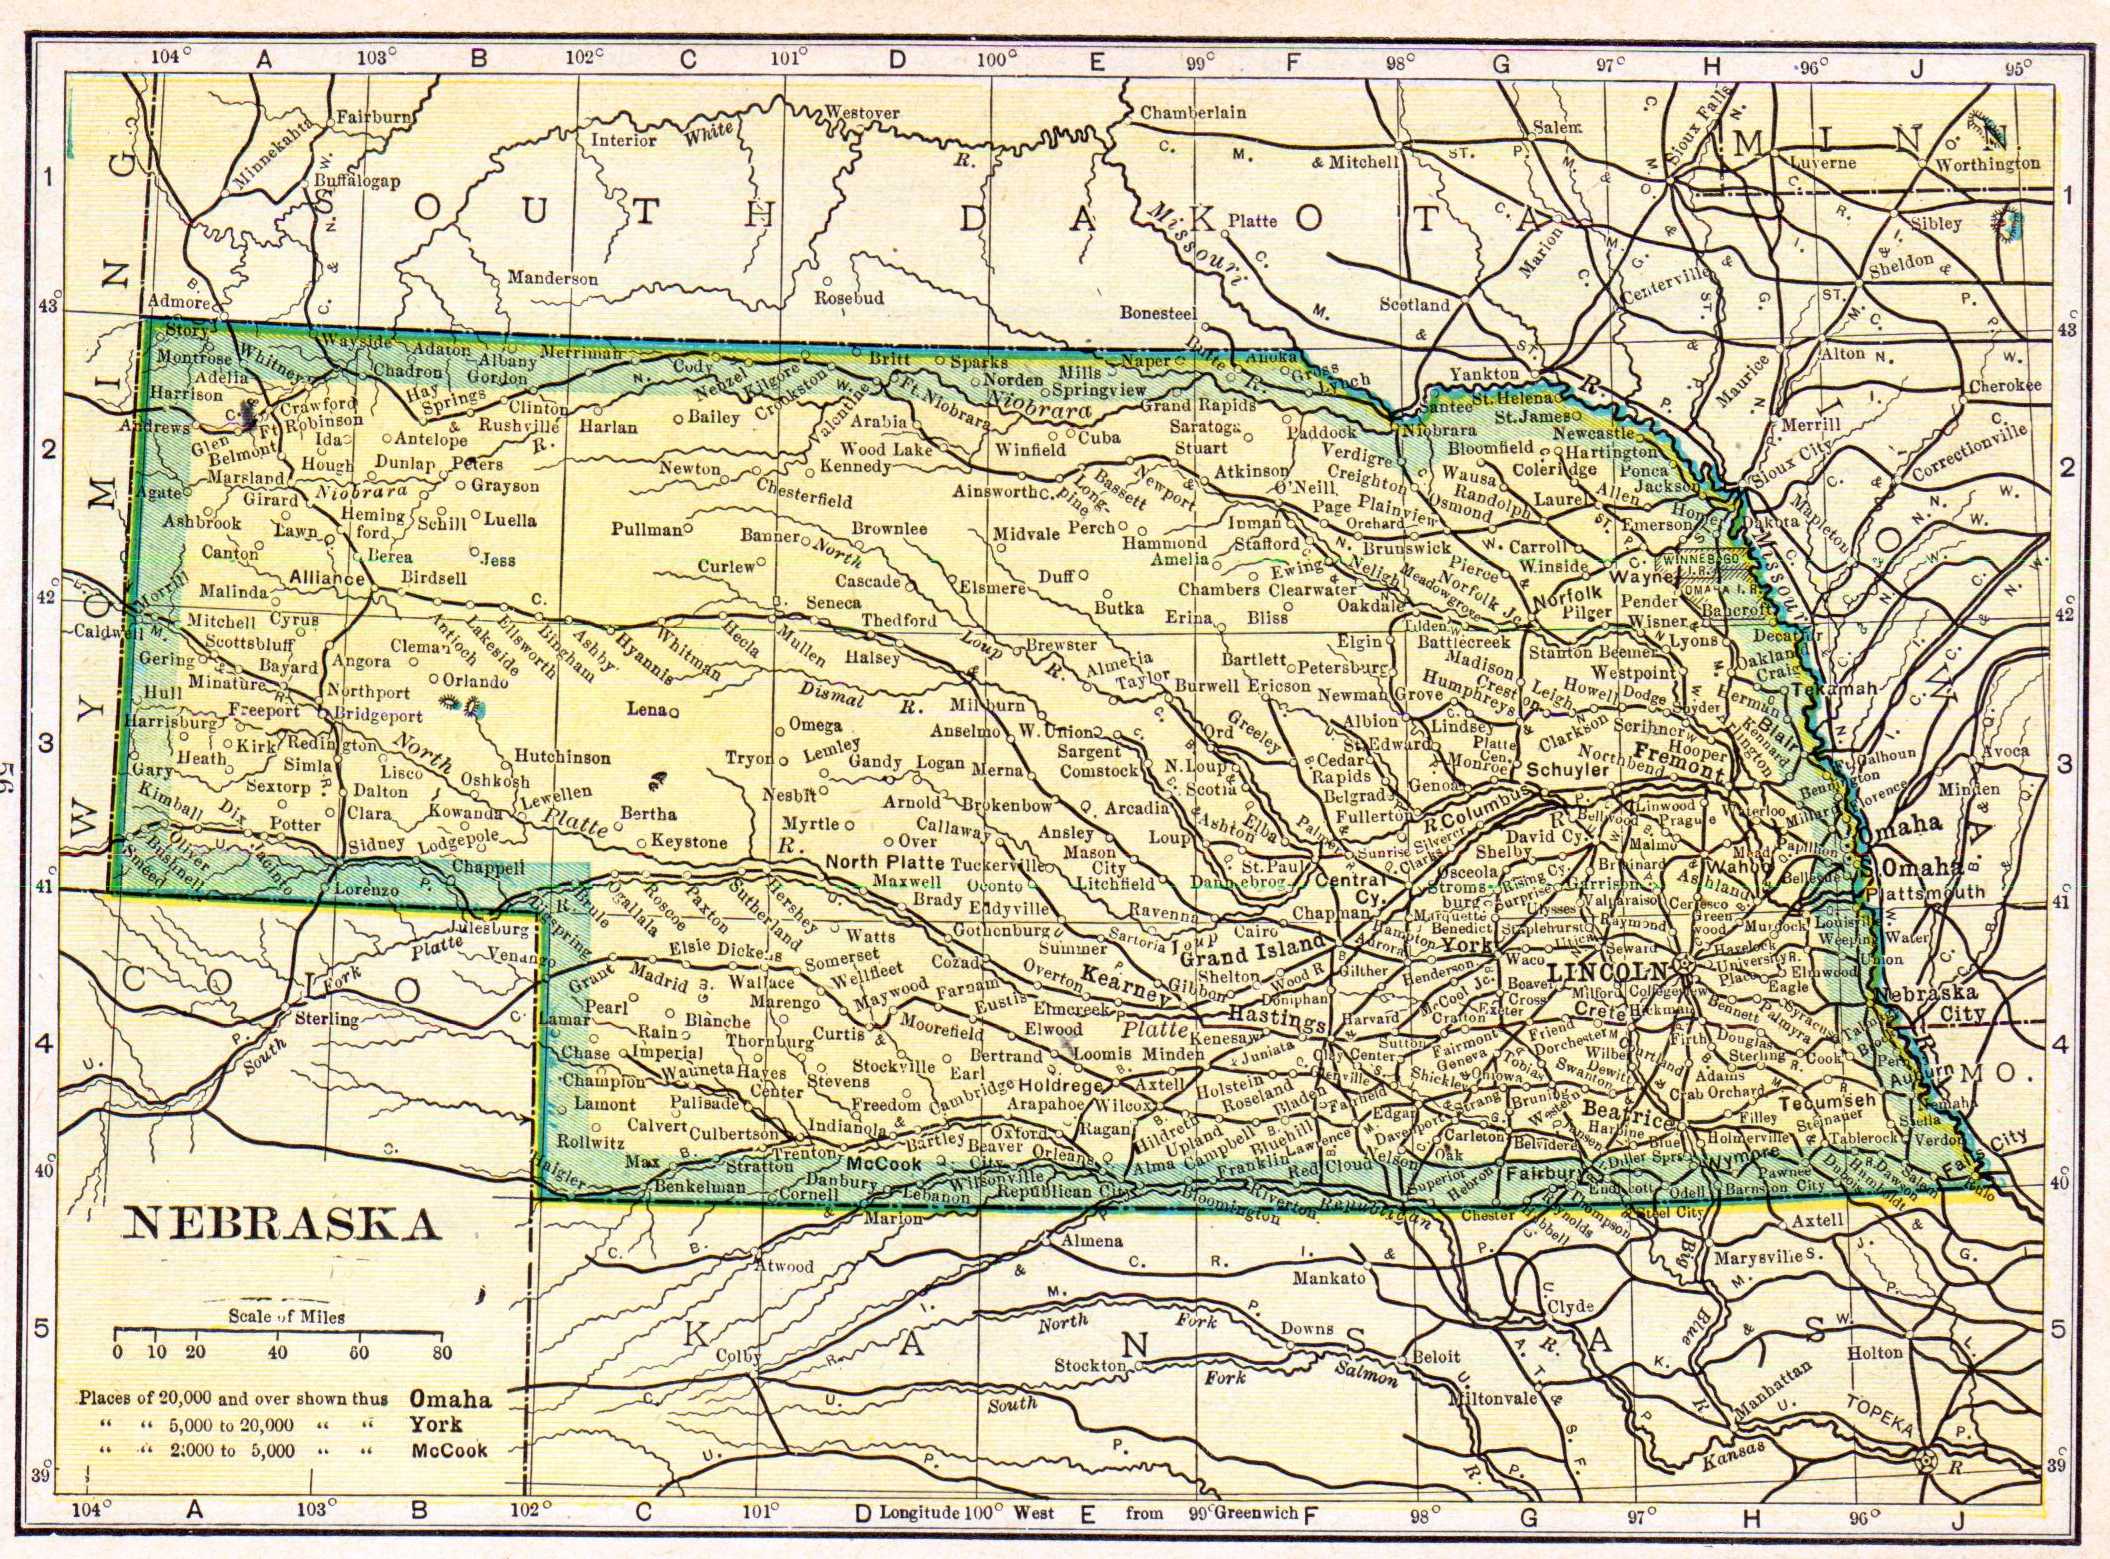 104° A 103° B 102° C 101° D 100° E 99° F 98° G 97° H 96° J 95°
Fairburn
Westover
Chamberlain
Minnekahta
Interior White R.
C. M. & Mitchell ST. P.
Salem
Sioux Falls
MINN
Luverne
Worthington
Buffalogap
1
SOUTH DAKOTA
Platte
Missouri
Marion
Sibley
1
WYOMING
Manderson
Rosebud
Centerville
Sheldon
Admore
Bonesteel
Scotland
43°
43°
Story
Wayside
Adaton
Albany
Merriman
Cody
Britt
Sparks
Naper
Butte
Anoka
Gross
Lynch
Yankton
Alton
Montrose
Whitney
Chadron
Gordon
Nenzel
Kilgore
Crookston
Norden
Mills
Springview
Maurice
Cherokee
Adelia
Harrison
Hay Springs
Ft. Niobrara
Niobrara
Santee
St. Helena
St. James
Crawford
Clinton
Bailey
Valentine
Grand Rapids
Newcastle
Merrill
Andrews
Ft. Robinson
Rushville
Harlan
Arabia
Saratoga
Paddock
Niobrara
Glen
Belmont
Ida
Antelope
Wood Lake
Winfield
Cuba
Stuart
Verdigre
Bloomfield
Hartington
Sioux City
Correctionville
2
Hough
Dunlap
Peters
Newton
Kennedy
Atkinson
Creighton
Wausa
Coleridge
Ponca
2
Marsland
Grayson
Chesterfield
Ainsworth
Longpine
Bassett
Newport
O'Neill
Randolph
Laurel
Allen
Jackson
Agate
Girard
Niobrara
Page
Plainview
Osmond
Homer
Dakota
Mapleton
Ashbrook
Lawn
Hemingford
Schill
Luella
Pullman
Banner
North
Brownlee
Midvale
Perch
Hammond
Inman
Orchard
Emerson
Canton
Berea
Jess
Curlew
Amelia
Stafford
Brunswick
Carroll
WINNEBAGO I.R.
Alliance
Birdsell
Cascade
Elsmere
Duff
Ewing
Neligh
Meadowgrove
Pierce
Winside
Wayne
OMAHA I.R.
IOWA
42°
Morrill
Malinda
Seneca
Butka
Chambers
Clearwater
Norfolk Jc.
Norfolk
Pilger
Pender
Bancroft
42°
Caldwell
Mitchell
Cyrus
Antioch
Lakeside
Ellsworth
Bingham
Ashby
Hyannis
Whitman
Hecla
Mullen
Thedford
Erina
Bliss
Oakdale
Tilden
Wisner
Lyons
Decatur
Scottsbluff
Clemah
Halsey
Loup R.
Brewster
Elgin
Battlecreek
Stanton
Beemer
Oakland
Gering
Bayard
Angora
Almeria
Taylor
Bartlett
Petersburg
Madison
Westpoint
Craig
Minature
Orlando
Dismal R.
Burwell
Ericson
Newman Grove
Humphreys
Creston
Leigh
Howell
Dodge
Snyder
Herman
Tekamah
Hull
Freeport
Northport
Bridgeport
Lena
Omega
Milburn
Albion
Lindsey
Clarkson
Scribner
Arlington
Kennard
Blair
Harrisburg
Kirk
Redington
Hutchinson
Tryon
Lemley
Anselmo
W. Union
Sargent
Ord
Greeley
St. Edward
Platte Cen.
Northbend
Fremont
Hooper
Ft. Calhoun
Avoca
3
Heath
Simla
Lisco
North
Oshkosh
Gandy
Logan
Merna
Comstock
N. Loup
Cedar Rapids
Monroe
Schuyler
3
Gary
Sextorp
Dalton
Lewellen
Nesbit
Scotia
Belgrade
Genoa
Bennington
Florence
Minden
Kimball
Dix
Potter
Clara
Kowanda
Platte R.
Bertha
Arnold
Brokenbow
Arcadia
Fullerton
Columbus
Linwood
Bellwood
Prague
Waterloo
Millard
Omaha
Oliver
Bushnell
Smeed
Jacinto
Sidney
Lodgepole
Keystone
Myrtle
Over
Callaway
Ansley
Loup
Ashton
Elba
Palmer
Silver Cr.
David Cy.
Malmo
Mead
Papillion
Chappell
North Platte
Tuckerville
Mason City
St. Paul
Clarks
Shelby
Brainard
Wahoo
S. Omaha
41°
Lorenzo
Ogallala
Roscoe
Paxton
Sutherland
Hershey
Maxwell
Oconto
Litchfield
Dannebrog
Central Cy.
Osceola
Stromsburg
Rising Cy.
Garrison
Ashland
Bellevue
Plattsmouth
41°
Julesburg
Bigspring
Brule
Brady
Eddyville
Ravenna
Chapman
Marquette
Surprise
Ulysses
Valparaiso
Ceresco
Greenwood
Louisville
Platte
Venango
Elsie
Dickens
Watts
Gothenburg
Sumner
Sartoria
Loup
Cairo
Hampton
Aurora
Benedict
Staplehurst
Raymond
Murdock
Weeping Water
COLO
Fork
Grant
Madrid
Wallace
Somerset
Wellfleet
Cozad
Grand Island
York
Utica
Seward
Havelock
University Place
Union
Pearl
Marengo
Maywood
Farnam
Overton
Kearney
Gibbon
Shelton
Wood R.
Giltner
Henderson
Waco
LINCOLN
Elmwood
Eagle
Sterling
Lamar
Blanche
Eustis
Elmcreek
Doniphan
McCool Jc.
Beaver Cross
Milford
Collegeview
Nebraska City
4
Rain
Curtis
Moorefield
Elwood
Platte
Hastings
Harvard
Grafton
Exeter
Crete
Hickman
Bennett
Palmyra
Syracuse
Talmage
4
South
Chase
Imperial
Thornburg
Bertrand
Loomis
Minden
Kenesaw
Juniata
Sutton
Fairmont
Friend
Dorchester
Firth
Douglas
MO
Champion
Wauneta
Hayes Center
Stockville
Earl
Clay Center
Geneva
Wilber
Courtland
Sterling
Cook
Auburn
Stevens
Cambridge
Holdrege
Axtell
Holstein
Glenville
Shickley
Ohiowa
Tobias
Dewitt
Swanton
Adams
Lamont
Palisade
Freedom
Arapahoe
Wilcox
Roseland
Bladen
Fairfield
Strang
Bruning
Western
Crab Orchard
Tecumseh
Nemaha City
Calvert
Culbertson
Indianola
Bartley
Oxford
Ragan
Hildreth
Upland
Campbell
Bluehill
Lawrence
Edgar
Davenport
Carleton
Belvidere
Jansen
Beatrice
Harbine
Filley
Steinauer
Stella
Rollwitz
Trenton
McCook
Beaver City
Orleans
Alma
Franklin
Red Cloud
Nelson
Oak
Diller
Holmerville
Tablerock
Verdon
40°
Haigler
Max
Stratton
Danbury
Wilsonville
Superior
Hebron
Fairbury
Wymore
Pawnee City
Dubois
Humboldt
Dawson
Salem
Falls City
40°
Benkelman
Cornell
Lebanon
Republican City
Bloomington
Riverton
Republican
Endicott
Odell
Barnston
Rulo
NEBRASKA
Marion
Chester
Hubbell
Reynolds
Thompson
Steel City
Axtell
Atwood
Almena
Mankato
Big
Marysville
Scale of Miles
0 10 20 40 60 80
Clyde
Blue
5
KANSAS
Colby
North Fork
Downs
5
Stockton
Fork
Salmon
Beloit
Holton
Places of 20,000 and over shown thus Omaha
“ “ 5,000 to 20,000 “ “ York
“ “ 2,000 to 5,000 “ “ McCook
South
Miltonvale
Manhattan
TOPEKA
Kansas R
39°
39°
104° A 103° B 102° C 101° D Longitude 100° West E from 99° Greenwich F 98° G 97° H 96° J
56